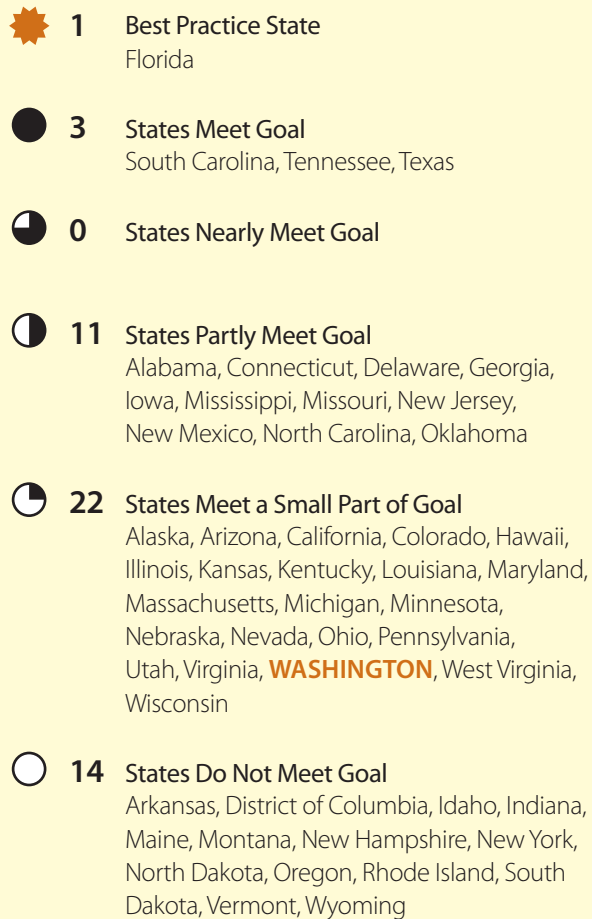 1 Best Practice State
Florida
3 States Meet Goal
South Carolina, Tennessee, Texas
0 States Nearly Meet Goal
11 States Partly Meet Goal
Alabama, Connecticut, Delaware, Georgia,
Iowa, Mississippi, Missouri, New Jersey,
New Mexico, North Carolina, Oklahoma
22 States Meet a Small Part of Goal
Alaska, Arizona, California, Colorado, Hawaii,
Illinois, Kansas, Kentucky, Louisiana, Maryland,
Massachusetts, Michigan, Minnesota,
Nebraska, Nevada, Ohio, Pennsylvania,
Utah, Virginia, WASHINGTON, West Virginia,
Wisconsin
14 States Do Not Meet Goal
Arkansas, District of Columbia, Idaho, Indiana,
Maine, Montana, New Hampshire, New York,
North Dakota, Oregon, Rhode Island, South
Dakota, Vermont, Wyoming